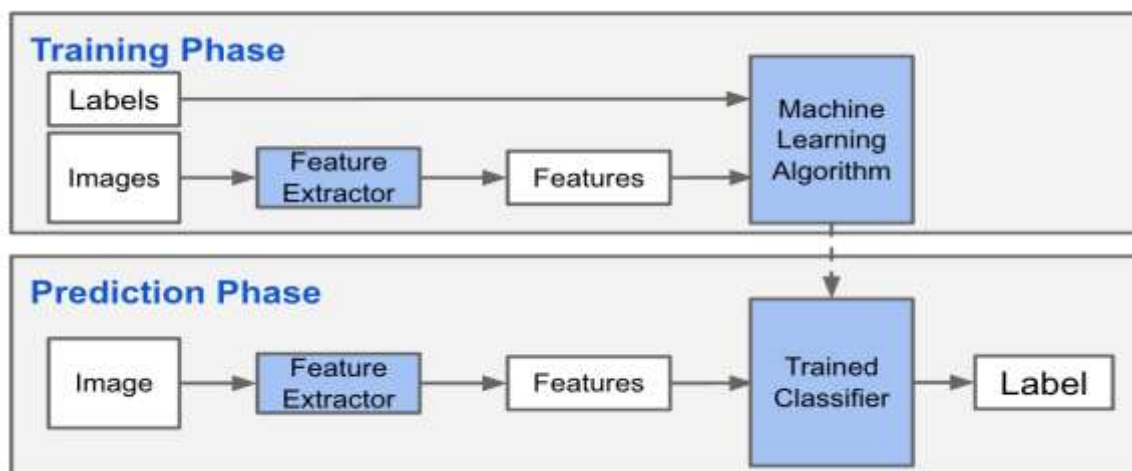 Training Phase
Labels
Images
Feature
Extractor
Features
Machine
Learning
Algorithm
Prediction Phase
Image
Feature
Extractor
Features
Trained
Classifier
Label